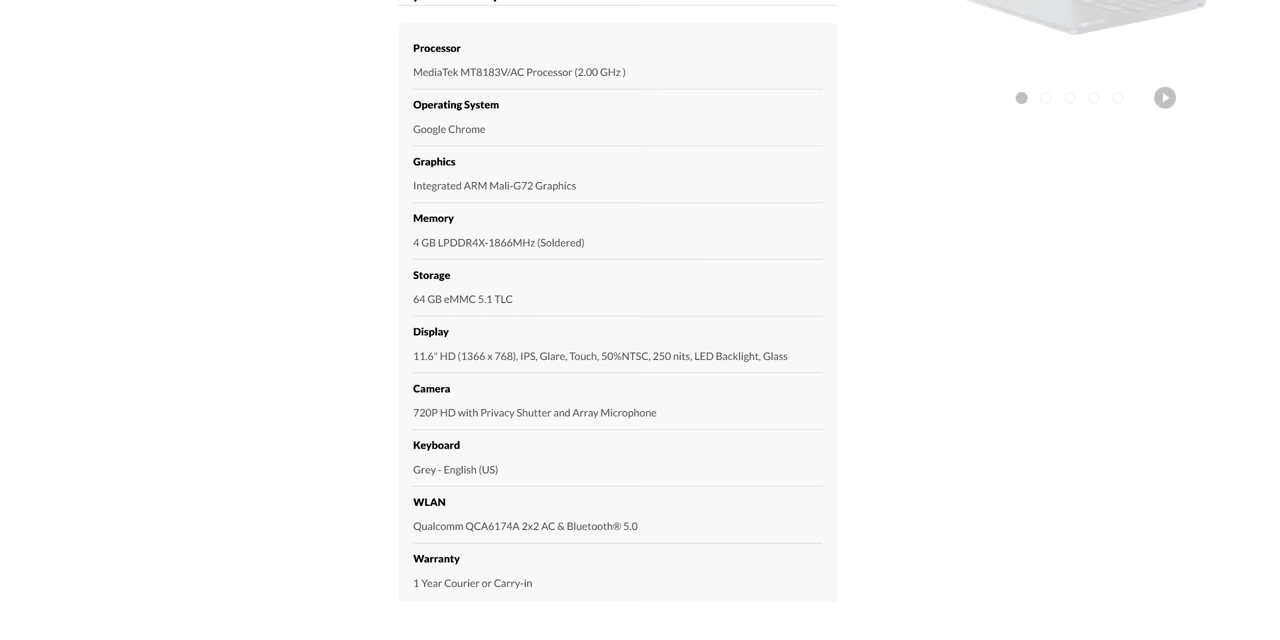 Processor
MediaTek MT8183V/AC Processor (2.00 GHz )
Operating System
Google Chrome
Graphics
Integrated ARM Mali-G72 Graphics
Memory
4 GB LPDDR4X-1866MHz (Soldered)
Storage
64 GB eMMC 5.1 TLC
Display
11.6" HD (1366 x 768), IPS, Glare, Touch, 50%NTSC, 250 nits, LED Backlight, Glass
Camera
720P HD with Privacy Shutter and Array Microphone
Keyboard
Grey - English (US)
WLAN
Qualcomm QCA6174A 2x2 AC & Bluetooth® 5.0
Warranty
1 Year Courier or Carry-in